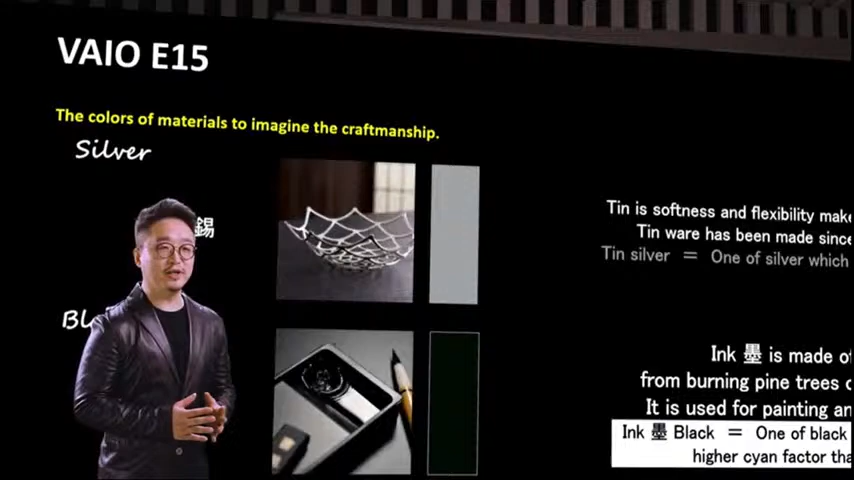 VAIO E15
The colors of materials to imagine the craftmanship.
Silver
錫
Tin is softness and flexibility make
Tin ware has been made since
Tin silver = One of silver which
Ink 墨 is made of
from burning pine trees
It is used for painting an
Ink 墨 Black = One of black
higher cyan factor tha